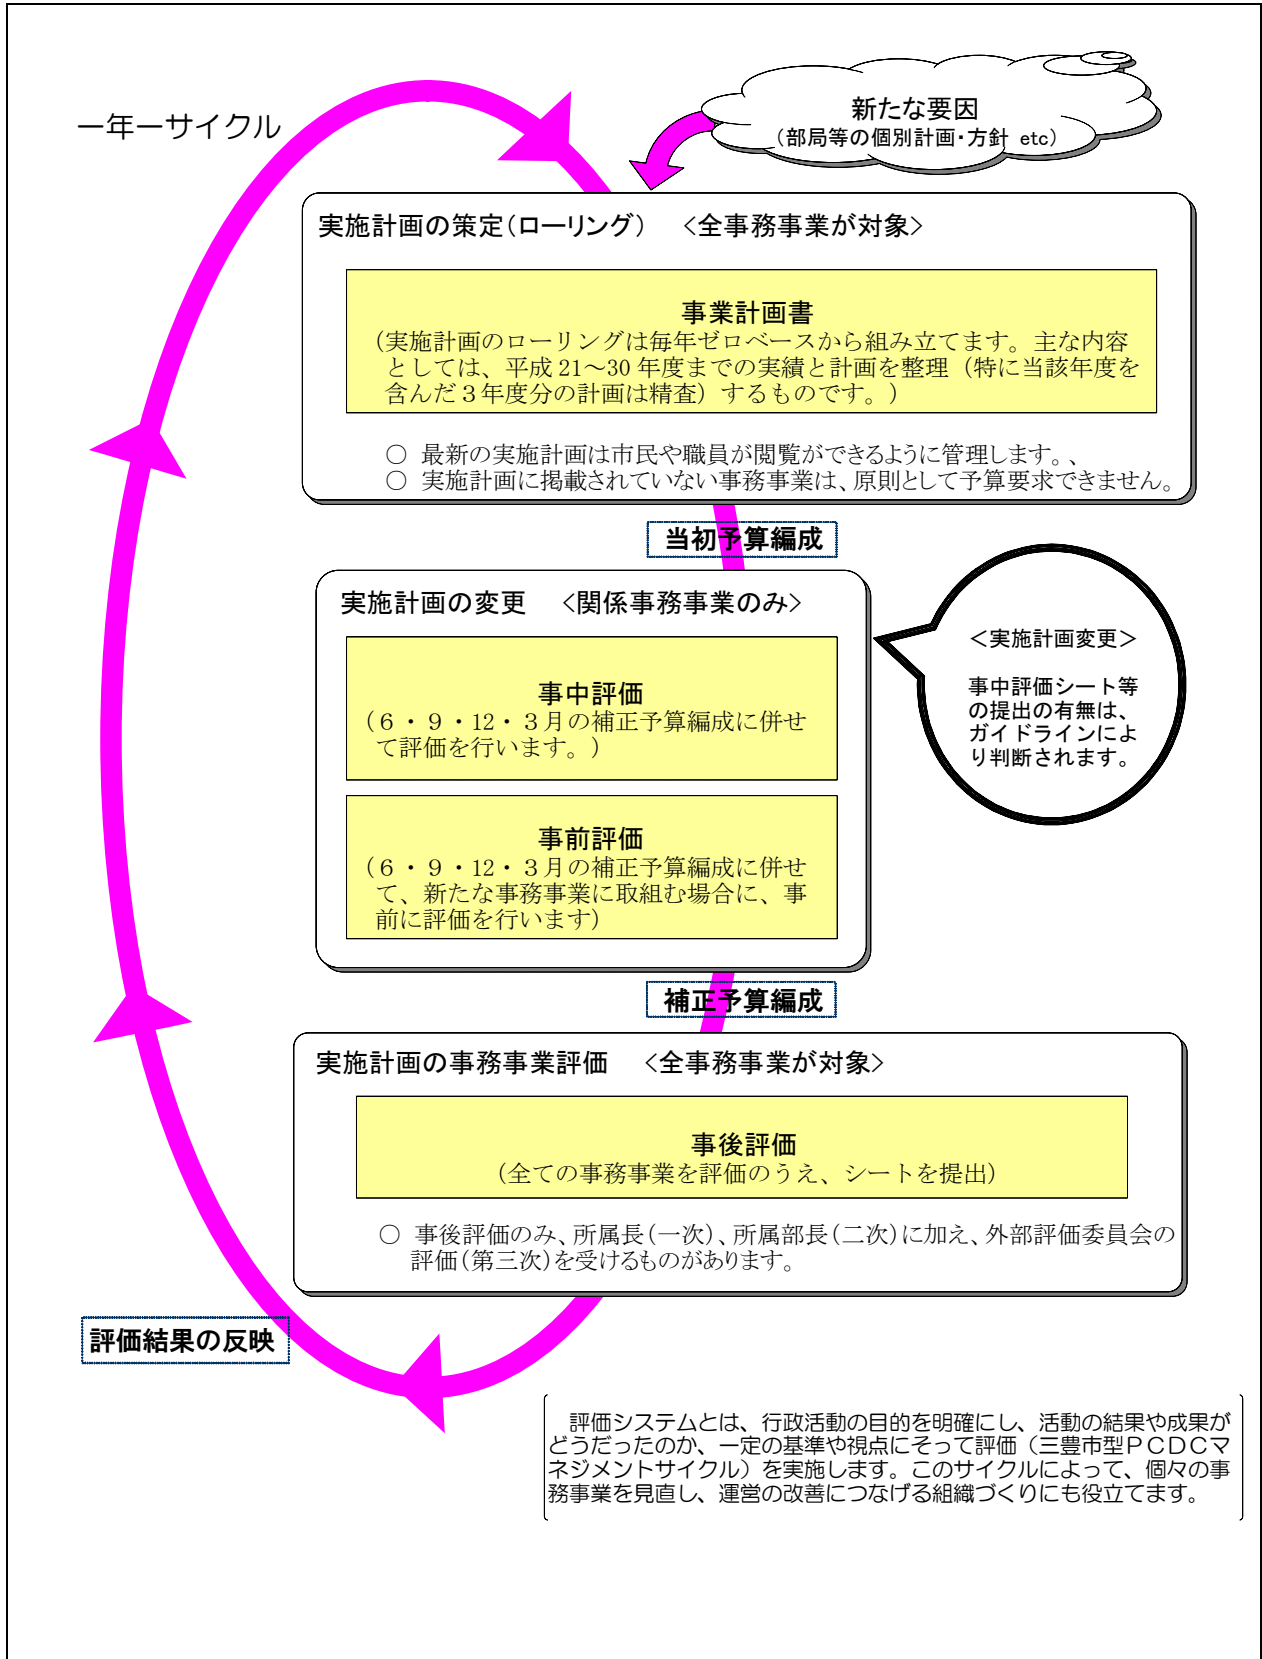 一年一サイクル
新たな要因
（部局等の個別計画・方針 etc）
実施計画の策定（ローリング）　＜全事務事業が対象＞
事業計画書
（実施計画のローリングは毎年ゼロベースから組み立てます。主な内容
としては、平成 21～30 年度までの実績と計画を整理（特に当該年度を
含んだ３年度分の計画は精査）するものです。）
○ 最新の実施計画は市民や職員が閲覧ができるように管理します。、
○ 実施計画に掲載されていない事務事業は、原則として予算要求できません。
当初予算編成
実施計画の変更　＜関係事務事業のみ＞
事中評価
（６・９・12・３月の補正予算編成に併せ
て評価を行います。）
事前評価
（６・９・12・３月の補正予算編成に併せ
て、新たな事務事業に取組む場合に、事
前に評価を行います）
＜実施計画変更＞
事中評価シート等
の提出の有無は、
ガイドラインによ
り判断されます。
補正予算編成
実施計画の事務事業評価　＜全事務事業が対象＞
事後評価
（全ての事務事業を評価のうえ、シートを提出）
○ 事後評価のみ、所属長（一次）、所属部長（二次）に加え、外部評価委員会の
評価（第三次）を受けるものがあります。
評価結果の反映
評価システムとは、行政活動の目的を明確にし、活動の結果や成果が
どうだったのか、一定の基準や視点にそって評価（三豊市型ＰＣＤＣマ
ネジメントサイクル）を実施します。このサイクルによって、個々の事
務事業を見直し、運営の改善につなげる組織づくりにも役立てます。